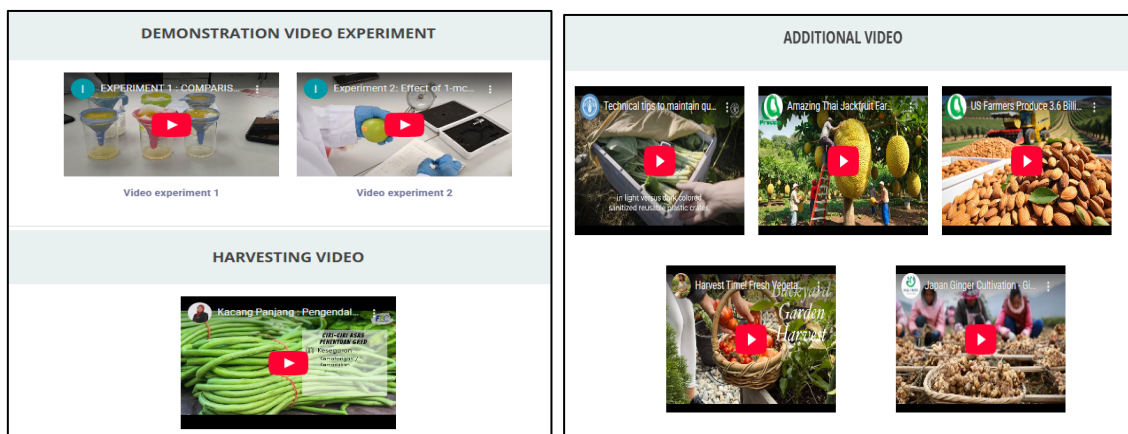 DEMONSTRATION VIDEO EXPERIMENT
I EXPERIMENT 1 : COMPARIS...
I Experiment 2: Effect of 1-mc...
Video experiment 1
Video experiment 2
HARVESTING VIDEO
Kacang Panjang : Pengendal...
CIRI-CIRI ASAS
PENENTUAN GRED
Kesegaran
Kematangan /
ADDITIONAL VIDEO
Technical tips to maintain qu...
in light versus dark colored
sanitized reusable plastic crates
Amazing Thai Jackfruit Far...
US Farmers Produce 3.6 Billi...
Harvest Time! Fresh Vegeta...
Backyard
Garden
Harvest
Japan Ginger Cultivation - Gi...